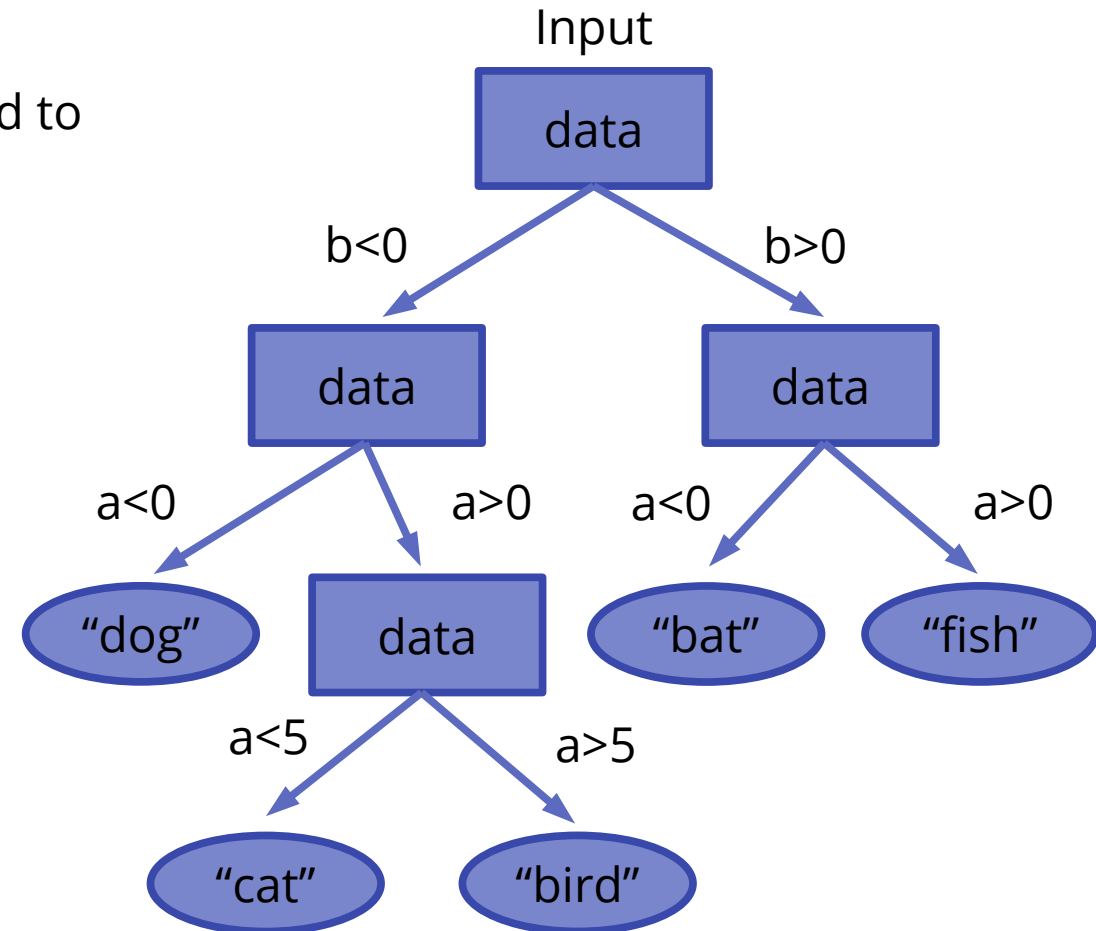 Input
d to
data
b<0
b>0
data
data
a<0
a>0
a<0
a>0
“dog”
data
“bat”
“fish”
a<5
a>5
“cat”
“bird”